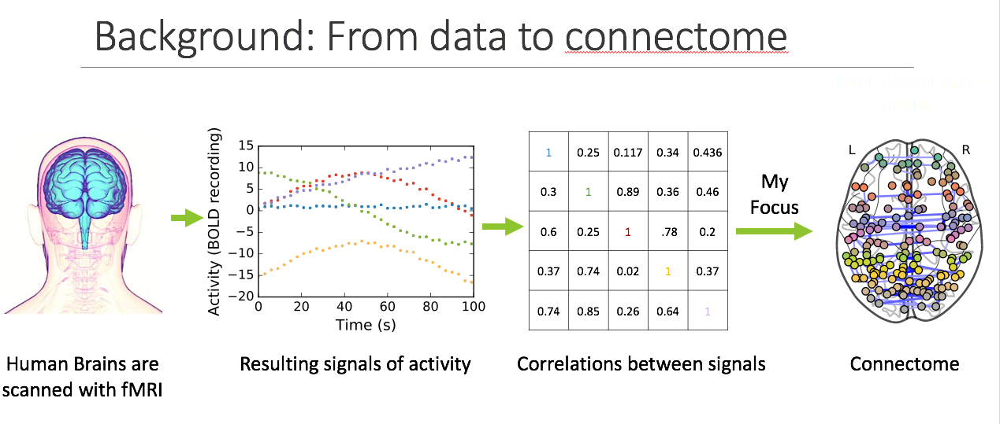 Background: From data to connectome
Activity (BOLD recording)
15
10
5
0
−5
−10
−15
−20
0 20 40 60 80 100
Time (s)
1 0.25 0.117 0.34 0.436
0.3 1 0.89 0.36 0.46
0.6 0.25 1 .78 0.2
0.37 0.74 0.02 1 0.37
0.74 0.85 0.26 0.64 1
My
Focus
L R
Human Brains are
scanned with fMRI
Resulting signals of activity
Correlations between signals
Connectome